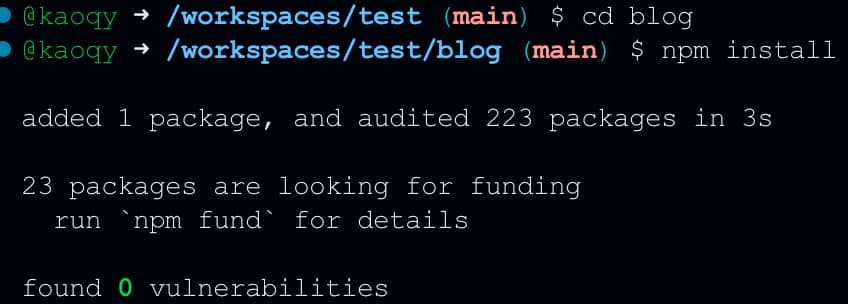 @kaoqy ➜ /workspaces/test (main) $ cd blog
@kaoqy ➜ /workspaces/test/blog (main) $ npm install
added 1 package, and audited 223 packages in 3s
23 packages are looking for funding
run `npm fund` for details
found 0 vulnerabilities